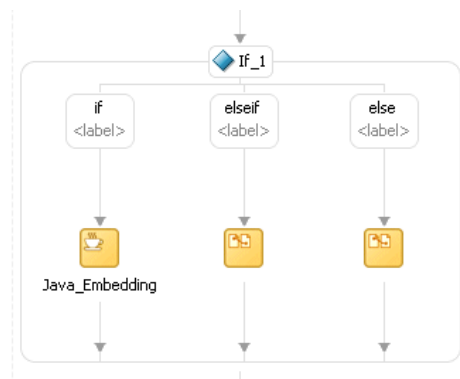 If_1
if
<label>
elseif
<label>
else
<label>
Java_Embedding